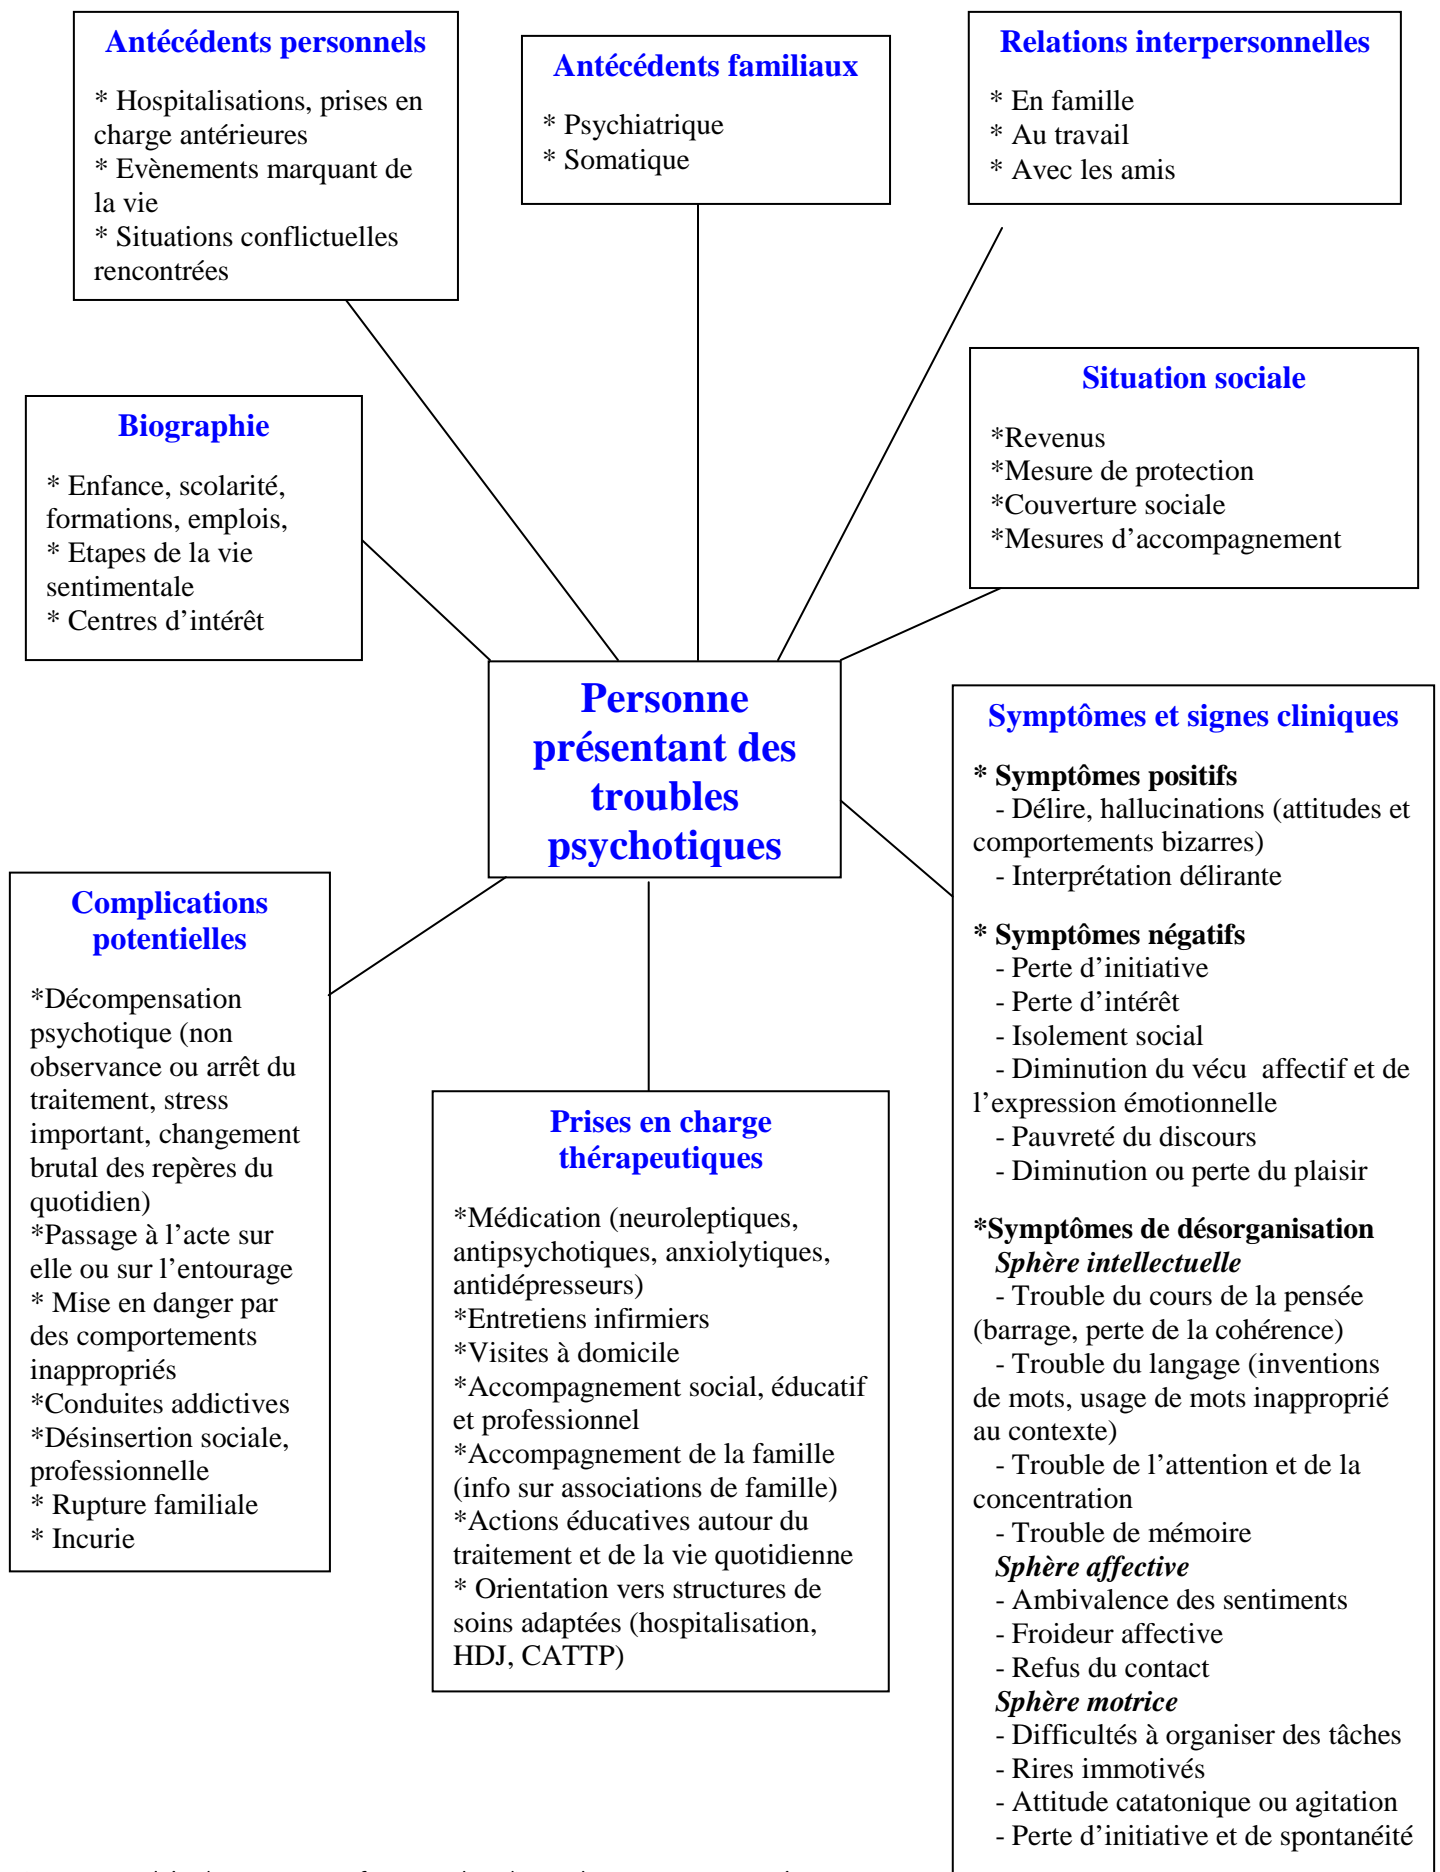 Antécédents personnels
* Hospitalisations, prises en
charge antérieures
* Evènements marquant de
la vie
* Situations conflictuelles
rencontrées
Antécédents familiaux
* Psychiatrique
* Somatique
Relations interpersonnelles
* En famille
* Au travail
* Avec les amis
Biographie
* Enfance, scolarité,
formations, emplois,
* Etapes de la vie
sentimentale
* Centres d’intérêt
Situation sociale
*Revenus
*Mesure de protection
*Couverture sociale
*Mesures d’accompagnement
Personne
présentant des
troubles
psychotiques
Complications
potentielles
*Décompensation
psychotique (non
observance ou arrêt du
traitement, stress
important, changement
brutal des repères du
quotidien)
*Passage à l’acte sur
elle ou sur l’entourage
* Mise en danger par
des comportements
inappropriés
*Conduites addictives
*Désinsertion sociale,
professionnelle
* Rupture familiale
* Incurie
Prises en charge
thérapeutiques
*Médication (neuroleptiques,
antipsychotiques, anxiolytiques,
antidépresseurs)
*Entretiens infirmiers
*Visites à domicile
*Accompagnement social, éducatif
et professionnel
*Accompagnement de la famille
(info sur associations de famille)
*Actions éducatives autour du
traitement et de la vie quotidienne
* Orientation vers structures de
soins adaptées (hospitalisation,
HDJ, CATTP)
Symptômes et signes cliniques
* Symptômes positifs
- Délire, hallucinations (attitudes et
comportements bizarres)
- Interprétation délirante
* Symptômes négatifs
- Perte d’initiative
- Perte d’intérêt
- Isolement social
- Diminution du vécu affectif et de
l’expression émotionnelle
- Pauvreté du discours
- Diminution ou perte du plaisir
*Symptômes de désorganisation
Sphère intellectuelle
- Trouble du cours de la pensée
(barrage, perte de la cohérence)
- Trouble du langage (inventions
de mots, usage de mots inapproprié
au contexte)
- Trouble de l’attention et de la
concentration
- Trouble de mémoire
Sphère affective
- Ambivalence des sentiments
- Froideur affective
- Refus du contact
Sphère motrice
- Difficultés à organiser des tâches
- Rires immotivés
- Attitude catatonique ou agitation
- Perte d’initiative et de spontanéité